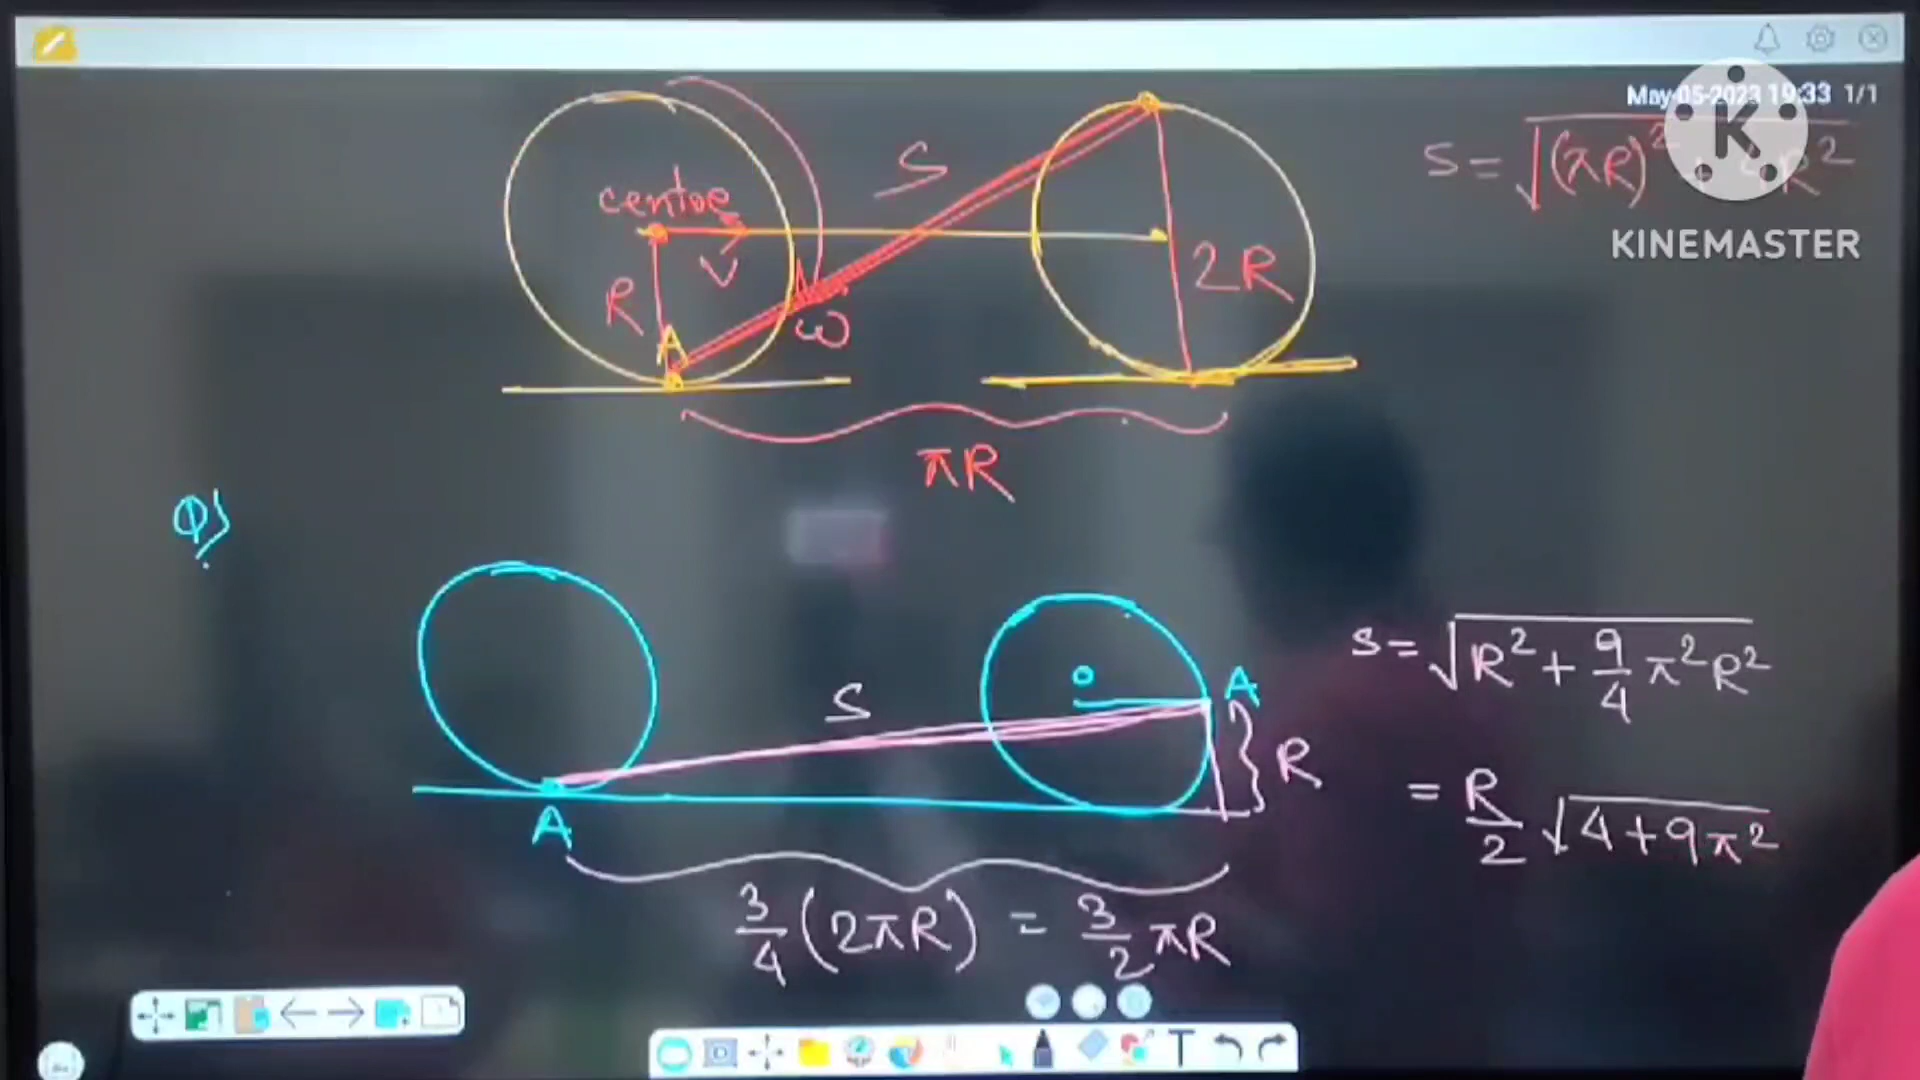 May-05-2023 19:33 1/1
KINEMASTER
S = √(πR)² + 4R²
S
centre
V
R
2R
A
ω
πR
Q)
S = √R² + 9/4 π²R²
O
A
S
R
= R/2 √4+9π²
A
3/4 (2πR) = 3/2 πR